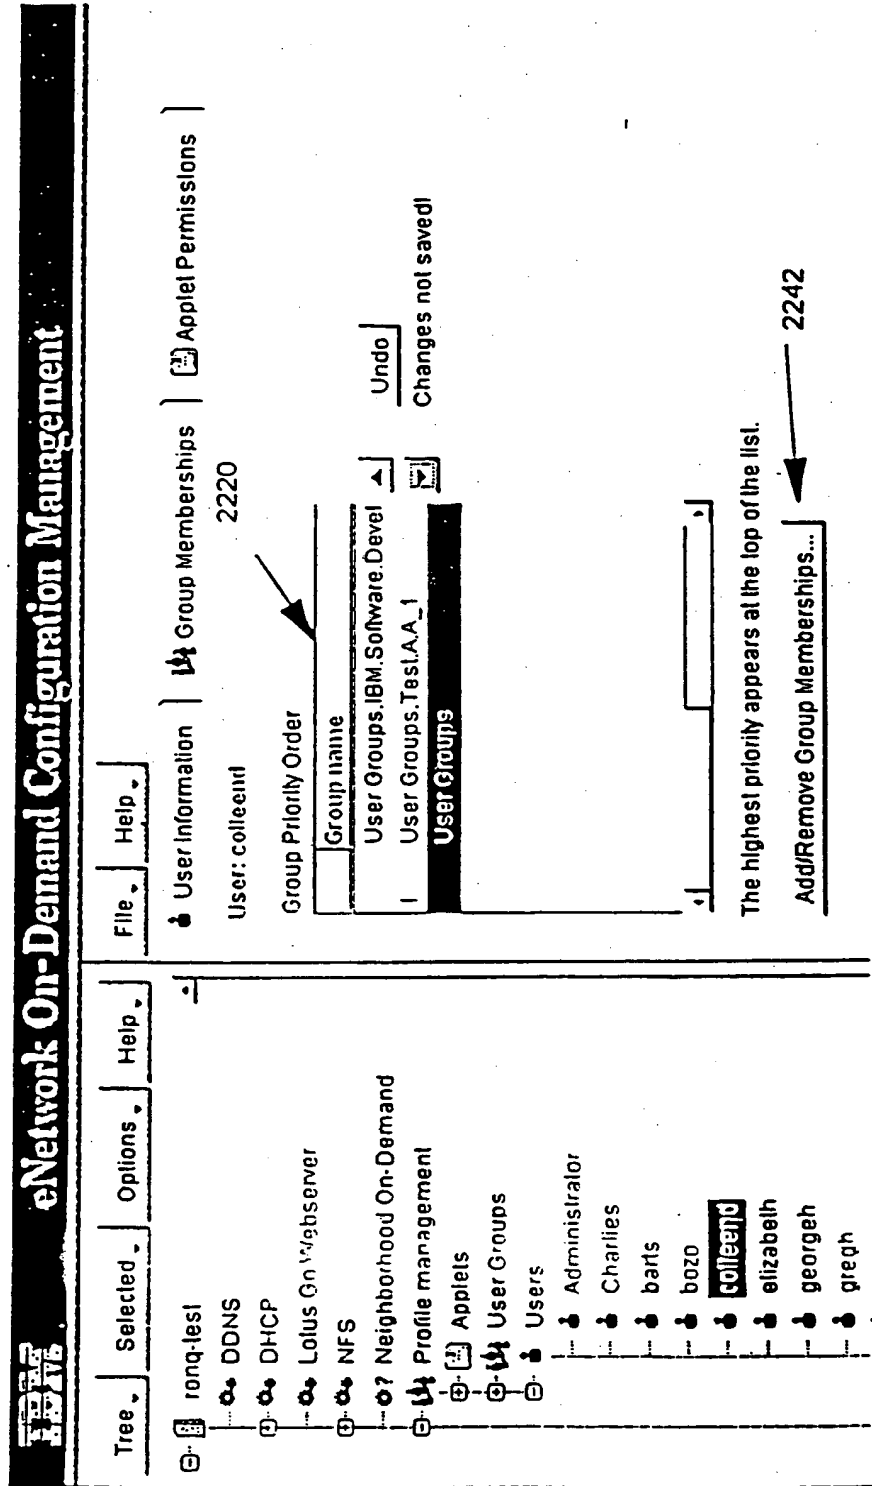 IBM eNetwork On-Demand Configuration Management
Tree Selected Options Help
ronq-test
DDNS
DHCP
Lotus Go Webserver
NFS
? Neighborhood On-Demand
Profile management
Applets
User Groups
Users
Administrator
Charlies
barts
bozo
colleend
elizabeth
georgeh
gregh
File Help
User Information
Group Memberships
Applet Permissions
User: colleend
2220
Group Priority Order
Group name
User Groups.IBM.Software.Devel
User Groups.Test.A.A_1
User Groups
Undo
Changes not saved!
The highest priority appears at the top of the list.
Add/Remove Group Memberships...
2242